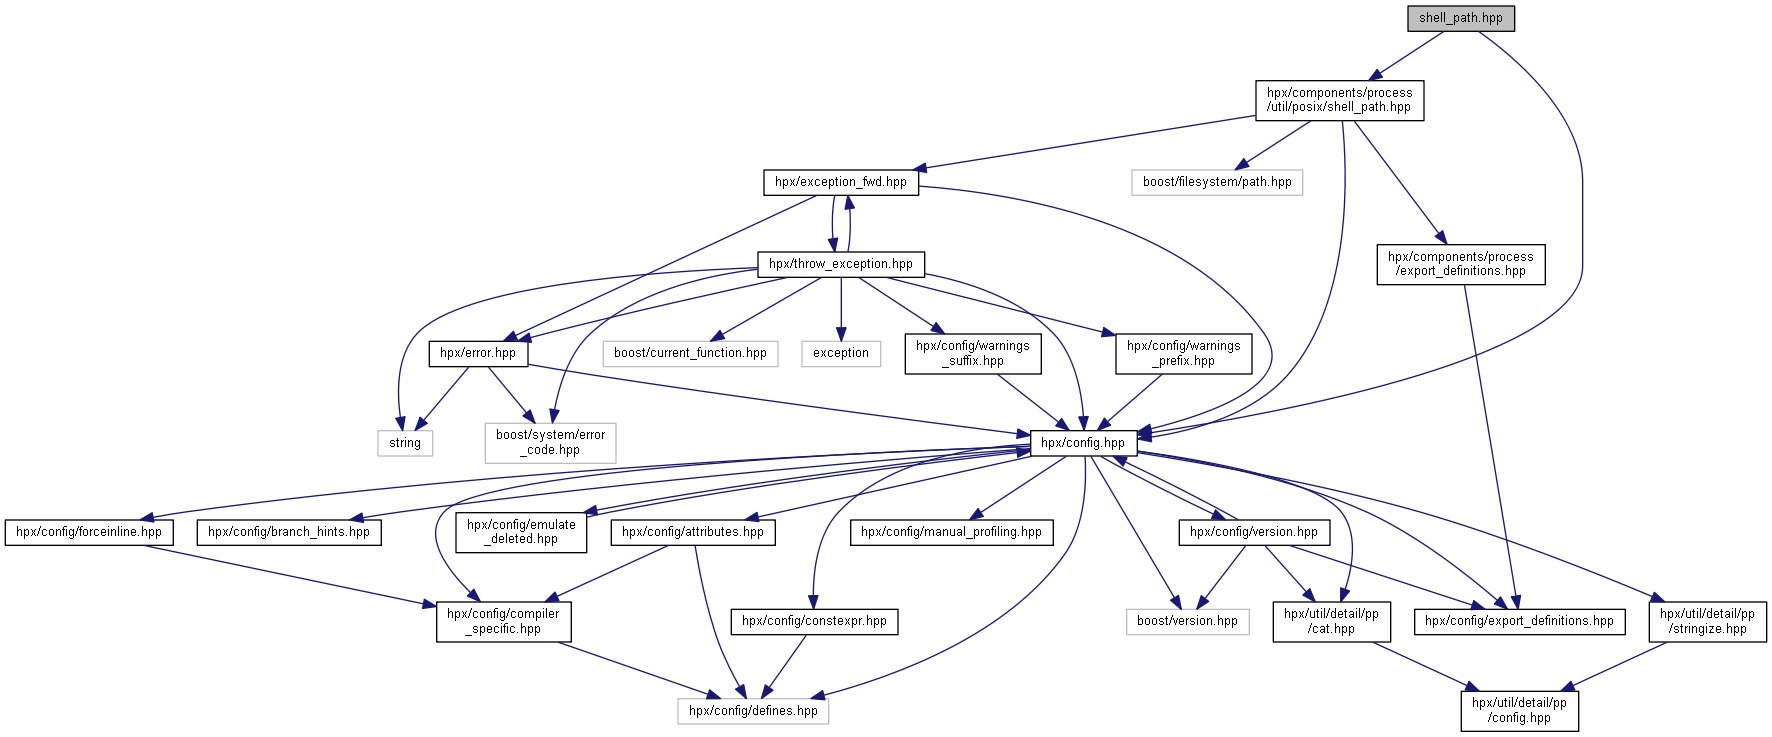 shell_path.hpp
hpx/components/process
/util/posix/shell_path.hpp
hpx/exception_fwd.hpp
boost/filesystem/path.hpp
hpx/throw_exception.hpp
hpx/components/process
/export_definitions.hpp
hpx/error.hpp
boost/current_function.hpp
exception
hpx/config/warnings
_suffix.hpp
hpx/config/warnings
_prefix.hpp
string
boost/system/error
_code.hpp
hpx/config.hpp
hpx/config/forceinline.hpp
hpx/config/branch_hints.hpp
hpx/config/emulate
_deleted.hpp
hpx/config/attributes.hpp
hpx/config/manual_profiling.hpp
hpx/config/version.hpp
hpx/config/compiler
_specific.hpp
hpx/config/constexpr.hpp
boost/version.hpp
hpx/util/detail/pp
/cat.hpp
hpx/config/export_definitions.hpp
hpx/util/detail/pp
/stringize.hpp
hpx/config/defines.hpp
hpx/util/detail/pp
/config.hpp